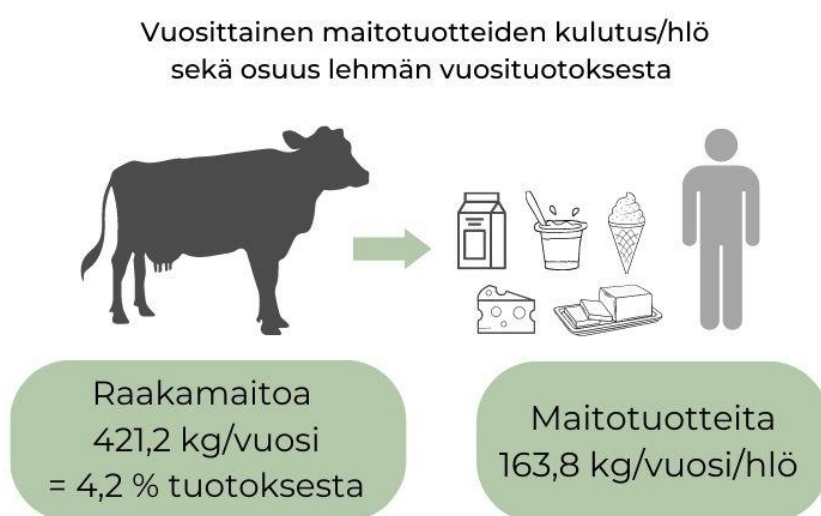 Vuosittainen maitotuotteiden kulutus/hlö
sekä osuus lehmän vuosituotoksesta
Raakamaitoa
421,2 kg/vuosi
= 4,2 % tuotoksesta
Maitotuotteita
163,8 kg/vuosi/hlö